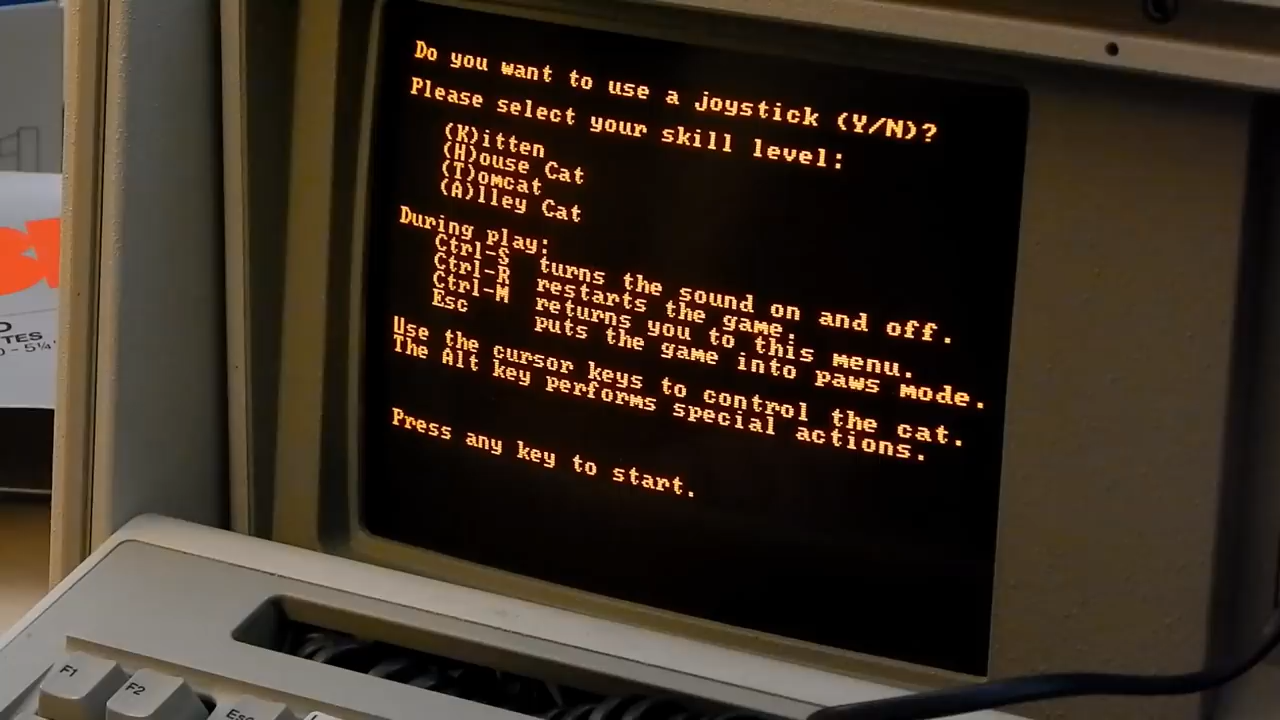 Do you want to use a joystick (Y/N)?
Please select your skill level:
(K)itten
(H)ouse Cat
(T)omcat
(A)lley Cat
During play:
Ctrl-S turns the sound on and off.
Ctrl-R restarts the game.
Ctrl-M returns you to this menu.
Esc puts the game into paws mode.
Use the cursor keys to control the cat.
The Alt key performs special actions.
Press any key to start.
F1
F2
Esc